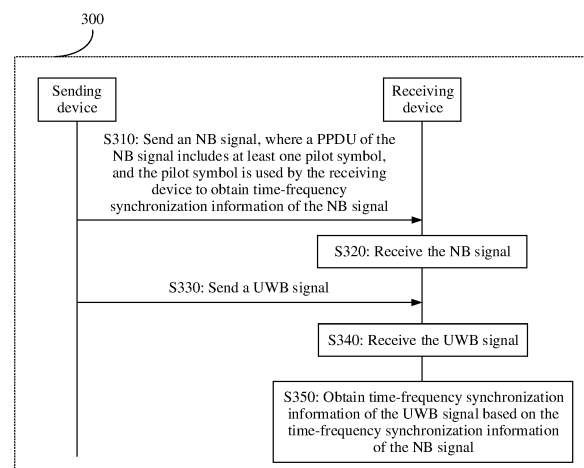 300
Sending
device
Receiving
device
S310: Send an NB signal, where a PPDU of the
NB signal includes at least one pilot symbol,
and the pilot symbol is used by the receiving
device to obtain time-frequency
synchronization information of the NB signal
S320: Receive the NB signal
S330: Send a UWB signal
S340: Receive the UWB signal
S350: Obtain time-frequency synchronization
information of the UWB signal based on the
time-frequency synchronization information
of the NB signal